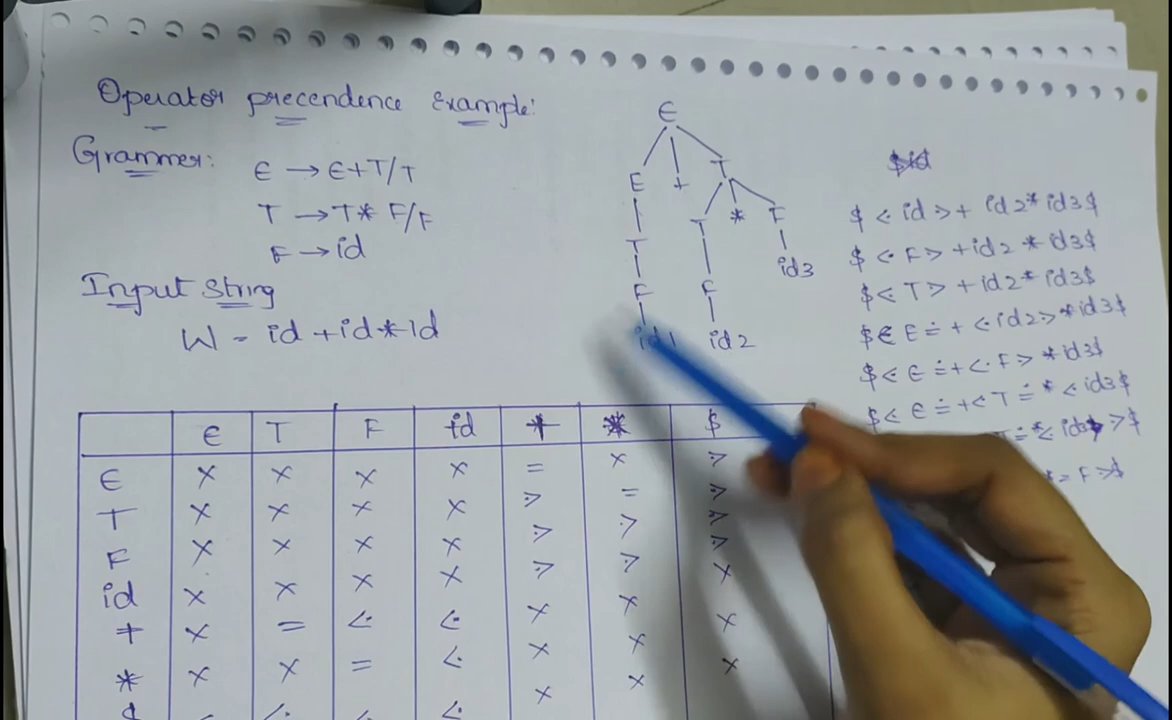 Operator precendence Example:
Grammer:
E → E+T/T
T → T* F/F
F → id
Input String
W - id + id * id
E
E + T
T T * F
F F id3
id1 id2
$ <· id ·> + id2 * id3 $
$ <· F ·> + id2 * id3 $
$ <· T ·> + id2 * id3 $
$ <· E ≐ + <· id2 ·> * id3 $
$ <· E ≐ + <· F ·> * id3 $
$ <· E ≐ + <· T ≐ * <· id3 $
E T F id + * $
E × × × × = × ·>
T × × × × ·> = ·>
F × × × × ·> ·> ·>
id × × × × ·> ·> ·>
+ × = <· <· × × ×
* × × = <· × × ×
$ <· <· <· × ×